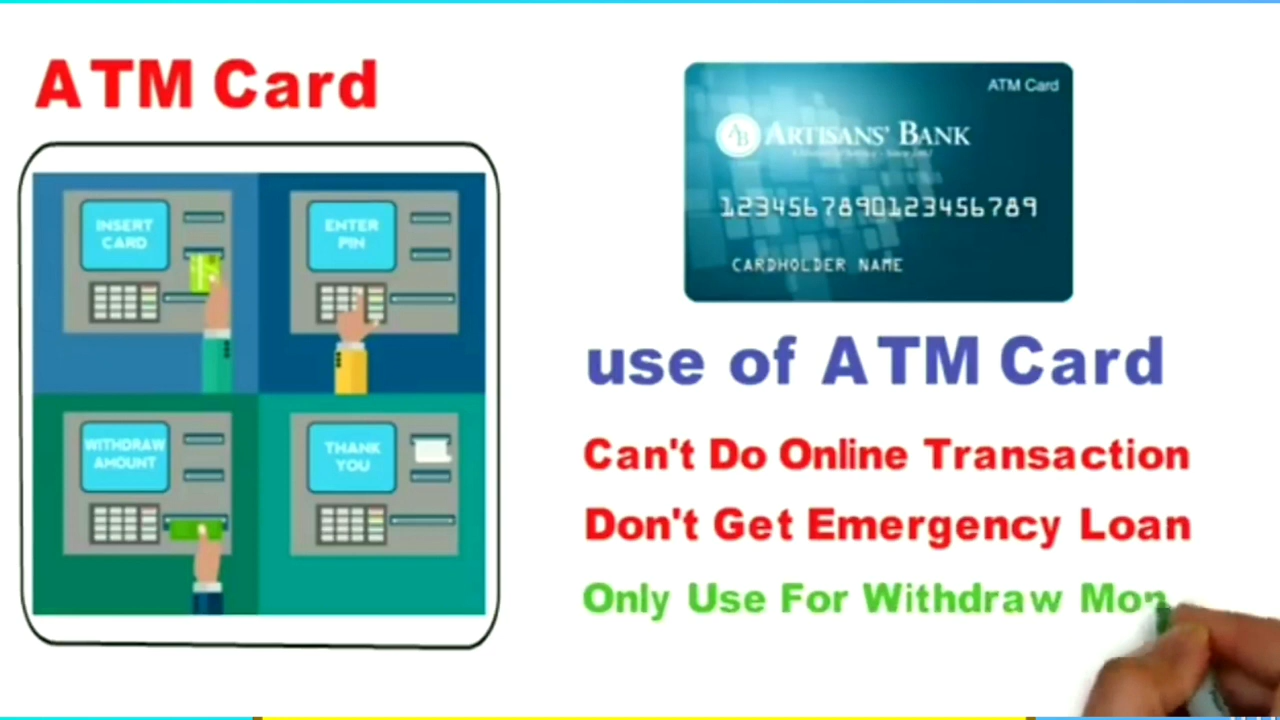 ATM Card
INSERT
CARD
ENTER
PIN
WITHDRAW
AMOUNT
THANK
YOU
ATM Card
AB
ARTISANS' BANK
1234567890123456789
CARDHOLDER NAME
use of ATM Card
Can't Do Online Transaction
Don't Get Emergency Loan
Only Use For Withdraw Mon